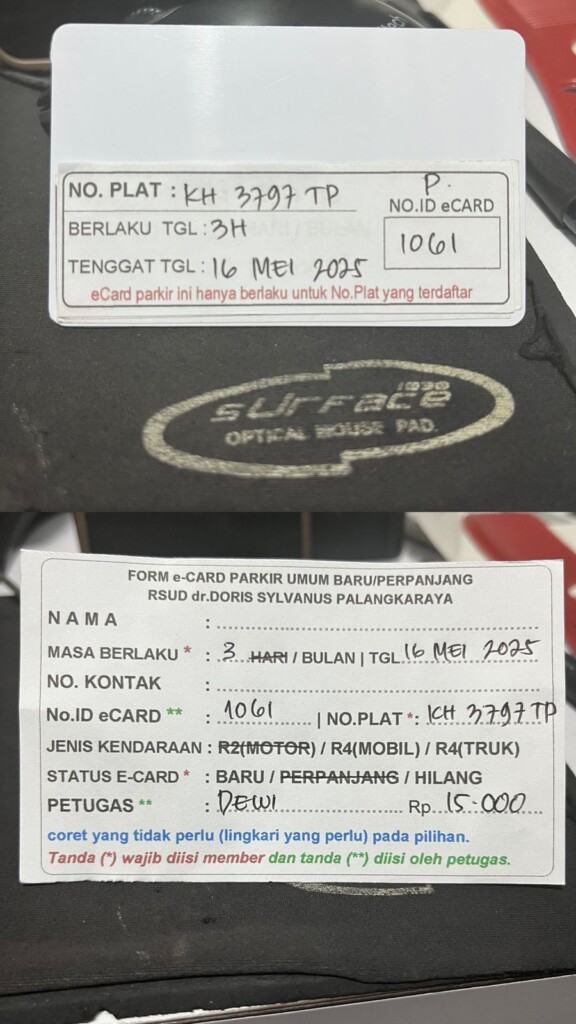 NO. PLAT : KH 3797 TP
P.
NO.ID eCARD
BERLAKU TGL : 3H
1061
TENGGAT TGL : 16 MEI 2025
eCard parkir ini hanya berlaku untuk No.Plat yang terdaftar
1030
surface
OPTICAL MOUSE PAD.
FORM e-CARD PARKIR UMUM BARU/PERPANJANG
RSUD dr.DORIS SYLVANUS PALANGKARAYA
NAMA :
MASA BERLAKU * : 3 HARI / BULAN | TGL 16 MEI 2025
NO. KONTAK :
No.ID eCARD ** : 1061 | NO.PLAT *: KH 3797 TP
JENIS KENDARAAN : R2(MOTOR) / R4(MOBIL) / R4(TRUK)
STATUS E-CARD * : BARU / PERPANJANG / HILANG
PETUGAS ** : DEWI Rp. 15.000
coret yang tidak perlu (lingkari yang perlu) pada pilihan.
Tanda (*) wajib diisi member dan tanda (**) diisi oleh petugas.